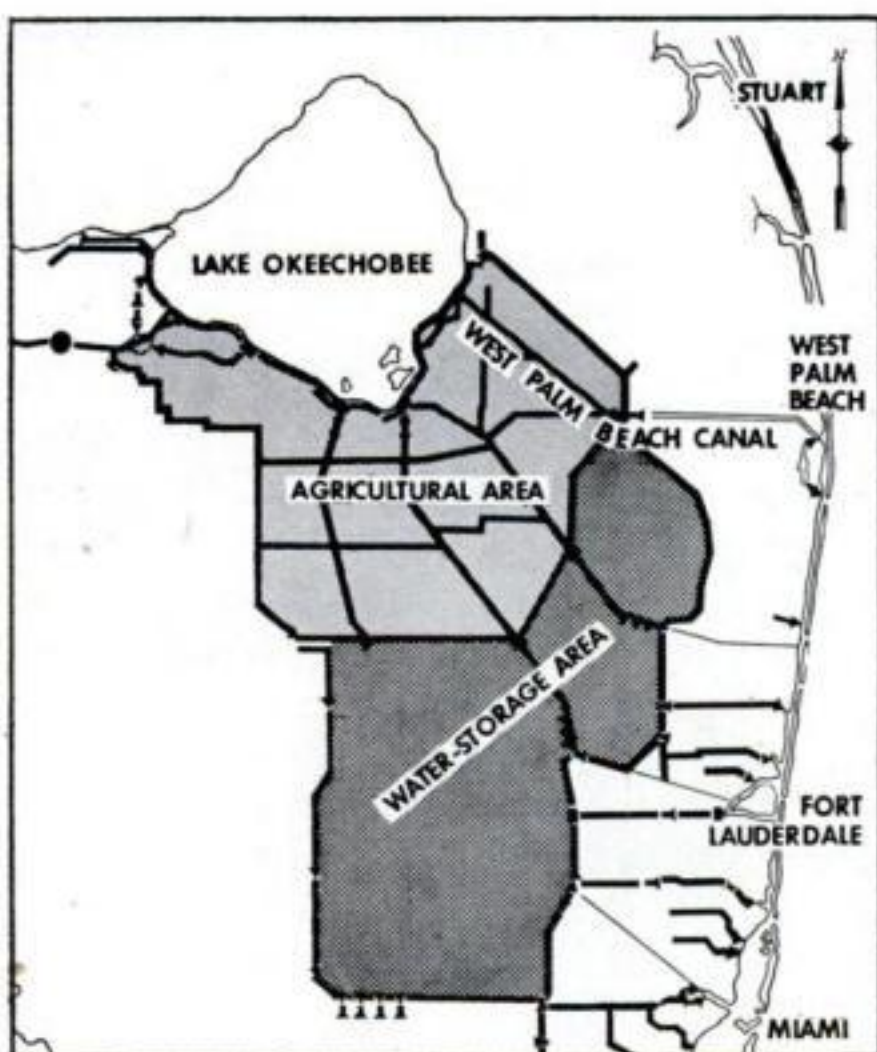 N
STUART
LAKE OKEECHOBEE
WEST PALM BEACH CANAL
WEST
PALM
BEACH
AGRICULTURAL AREA
WATER-STORAGE AREA
FORT
LAUDERDALE
MIAMI